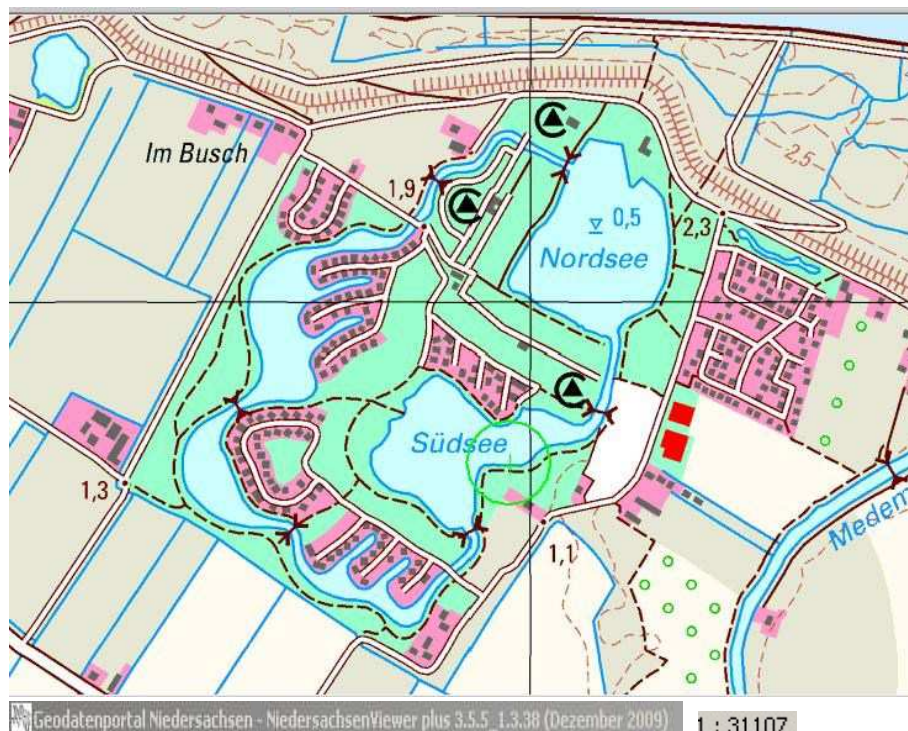 Im Busch
1,9
2,5
0,5
2,3
Nordsee
Südsee
1,3
1,1
Medem
Geodatenportal Niedersachsen - NiedersachsenViewer plus 3.5.5_1.3.38 (Dezember 2009)
1 : 31107